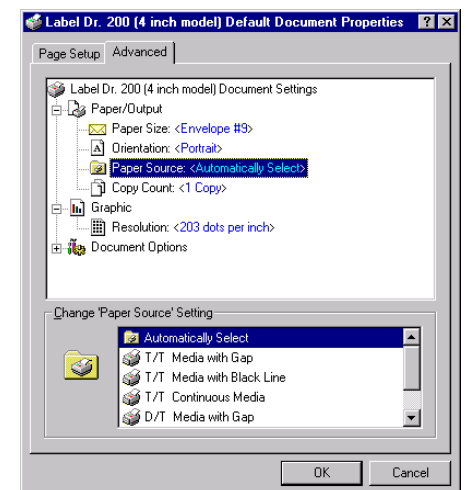 Label Dr. 200 (4 inch model) Default Document Properties
Page Setup Advanced
Label Dr. 200 (4 inch model) Document Settings
Paper/Output
Paper Size: <Envelope #9>
Orientation: <Portrait>
Paper Source: <Automatically Select>
Copy Count: <1 Copy>
Graphic
Resolution: <203 dots per inch>
Document Options
Change 'Paper Source' Setting
Automatically Select
T/T Media with Gap
T/T Media with Black Line
T/T Continuous Media
D/T Media with Gap
OK Cancel